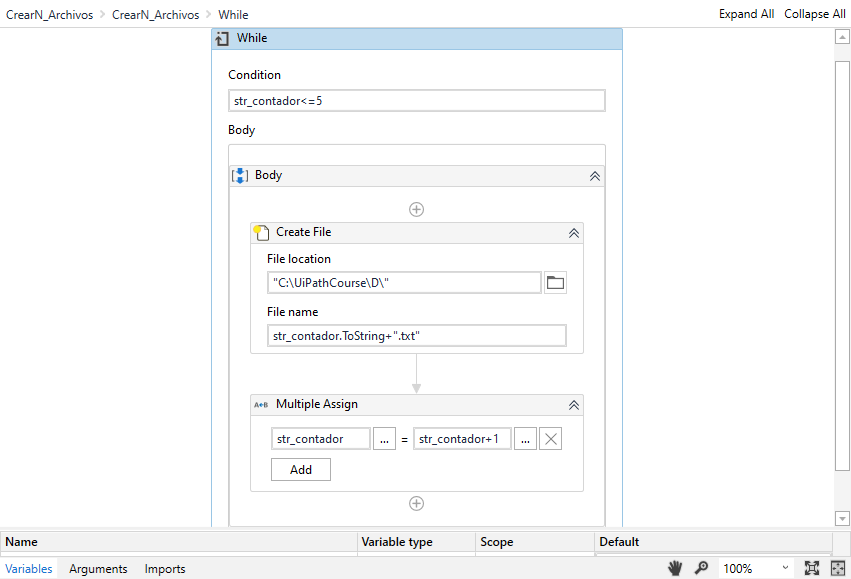 CrearN_Archivos > CrearN_Archivos > While Expand All Collapse All
While
Condition
str_contador<=5
Body
Body
Create File
File location
"C:\UiPathCourse\D\"
File name
str_contador.ToString+".txt"
A+B Multiple Assign
str_contador ... = str_contador+1 ...
Add
Name Variable type Scope Default
Variables Arguments Imports 100%